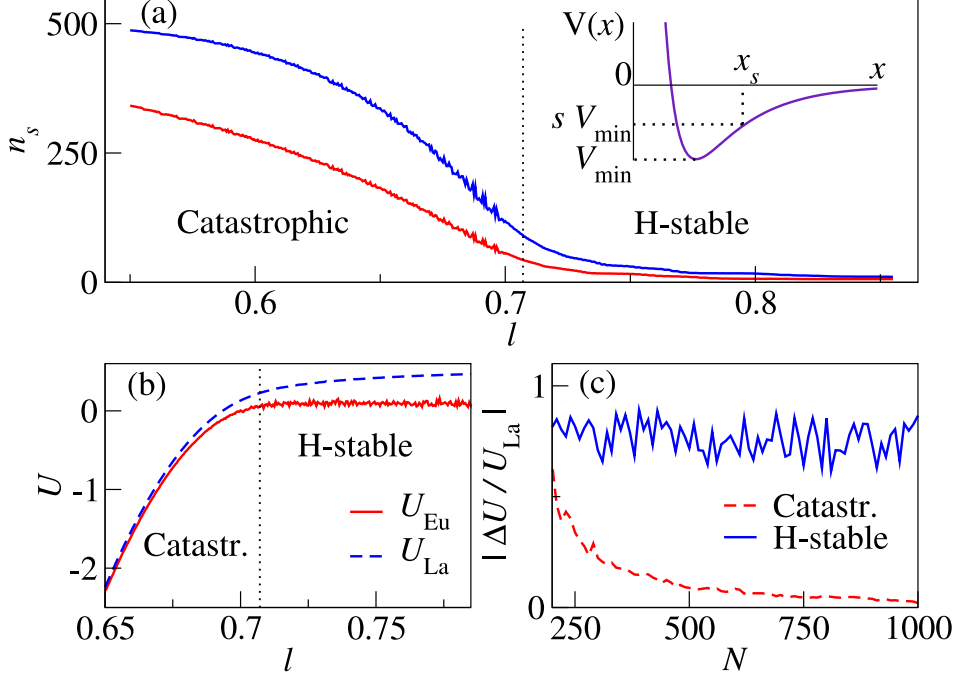 (a)
500
250
0
n_s
0.6
0.7
0.8
l
Catastrophic
H-stable
V(x)
0
x_s
x
s V_min
V_min
(b)
0
-1
-2
U
0.65
0.7
0.75
l
H-stable
Catastr.
U_Eu
U_La
(c)
1
0
| ΔU / U_La |
250
500
750
1000
N
Catastr.
H-stable